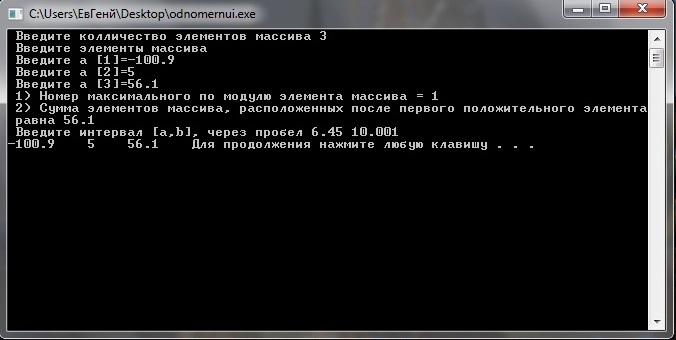 C:\Users\ЕвГений\Desktop\odnomernui.exe
Введите колличество элементов массива 3
Введите элементы массива
Введите a [1]=-100.9
Введите a [2]=5
Введите a [3]=56.1
1) Номер максимального по модулю элемента массива = 1
2) Сумма элементов массива, расположенных после первого положительного элемента
равна 56.1
Введите интервал [a,b], через пробел 6.45 10.001
-100.9 5 56.1 Для продолжения нажмите любую клавишу . . .